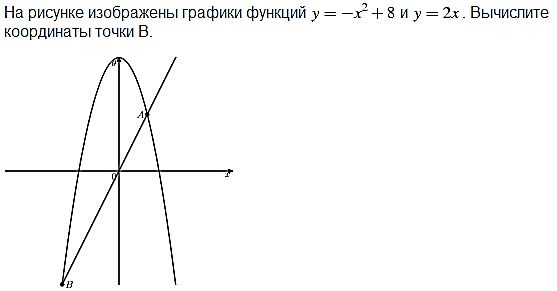 На рисунке изображены графики функций y = −x² + 8 и y = 2x. Вычислите
координаты точки В.
y
A
0
x
B